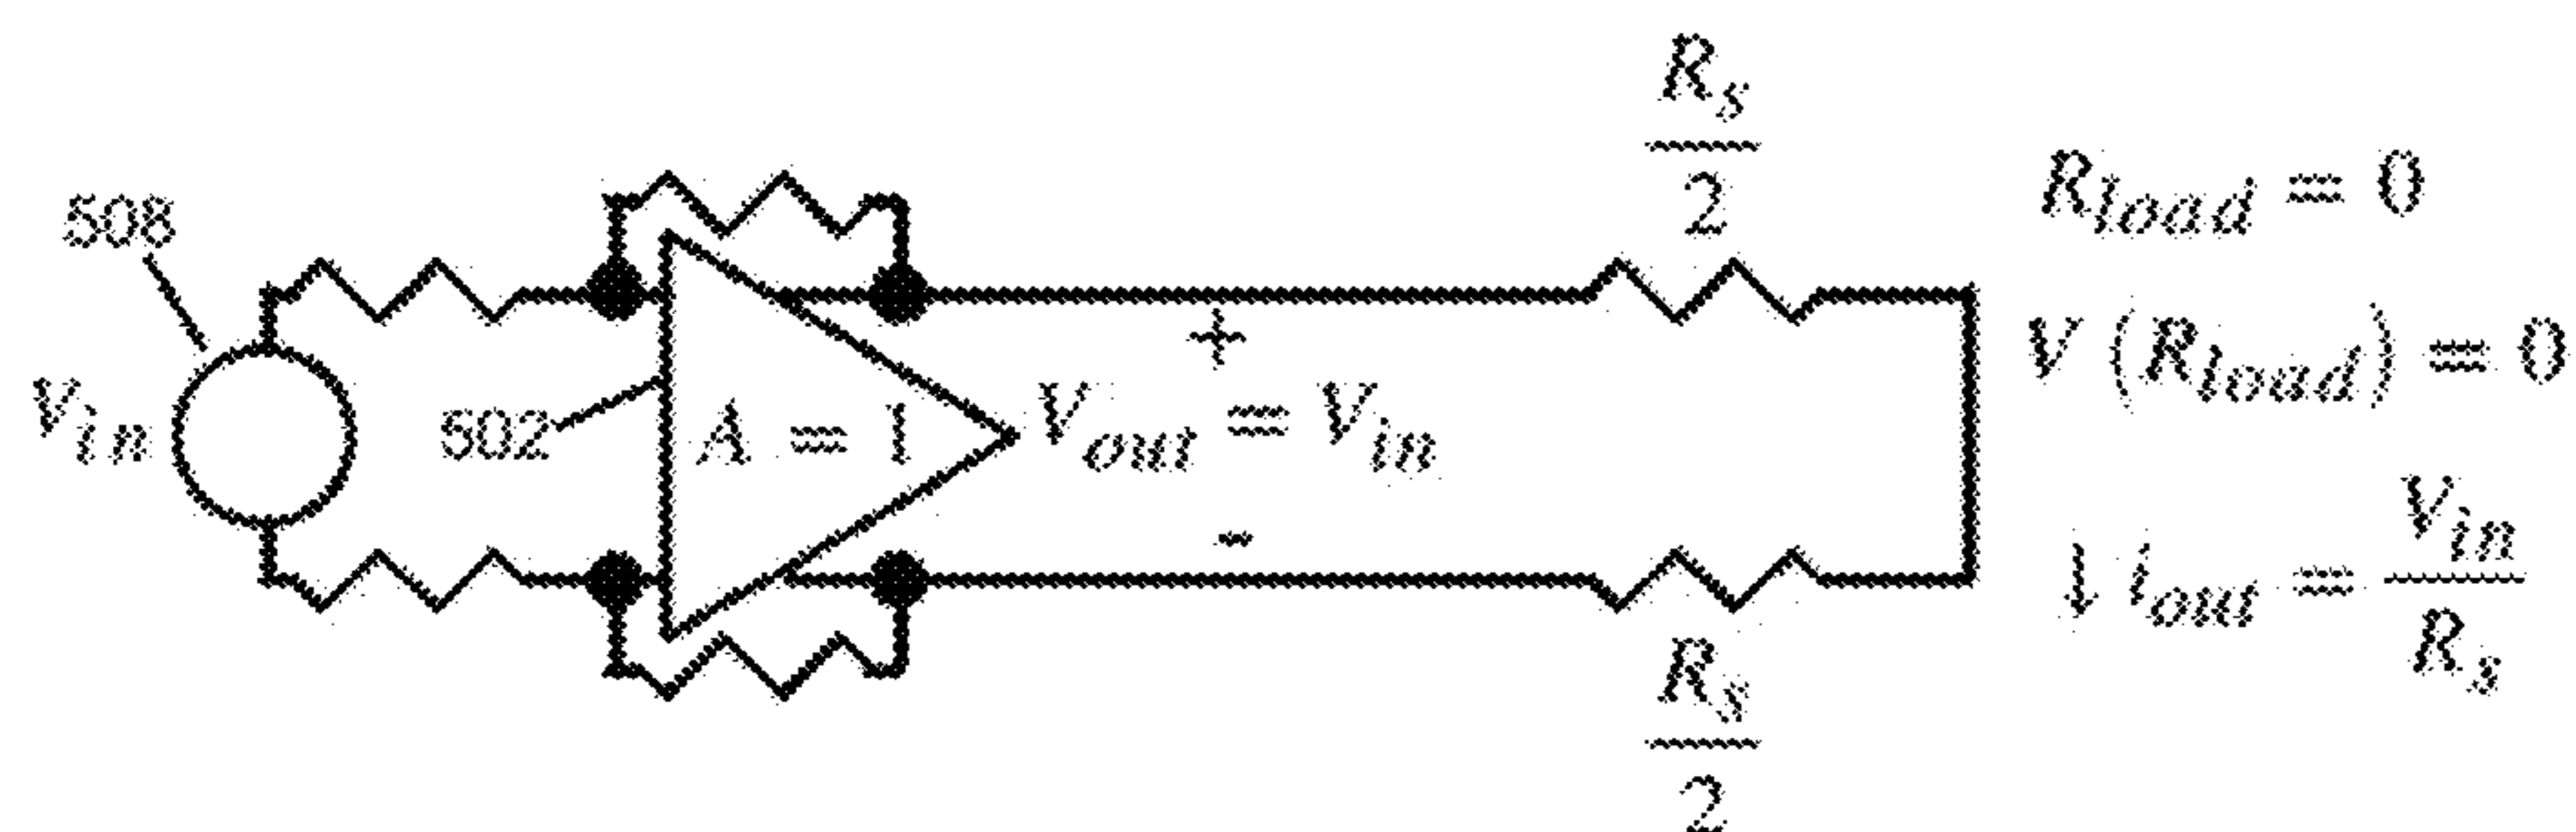 508
V_in
502
A = 1
+
V_out = V_in
-
R_s/2
R_s/2
R_load = 0
V (R_load) = 0
↓ i_out = V_in/R_s